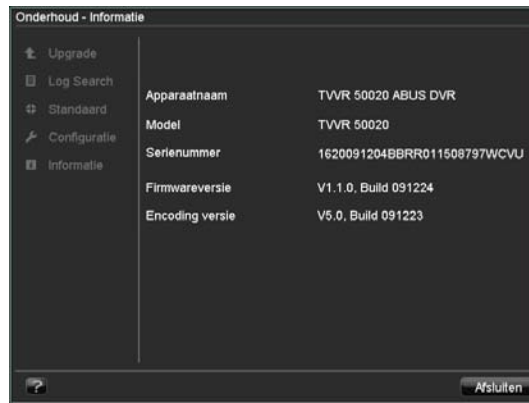 Onderhoud - Informatie
Upgrade
Log Search
Standaard
Configuratie
Informatie
Apparaatnaam TVVR 50020 ABUS DVR
Model TVVR 50020
Serienummer 1620091204BBRR011508797WCVU
Firmwareversie V1.1.0, Build 091224
Encoding versie V5.0, Build 091223
?
Afsluiten